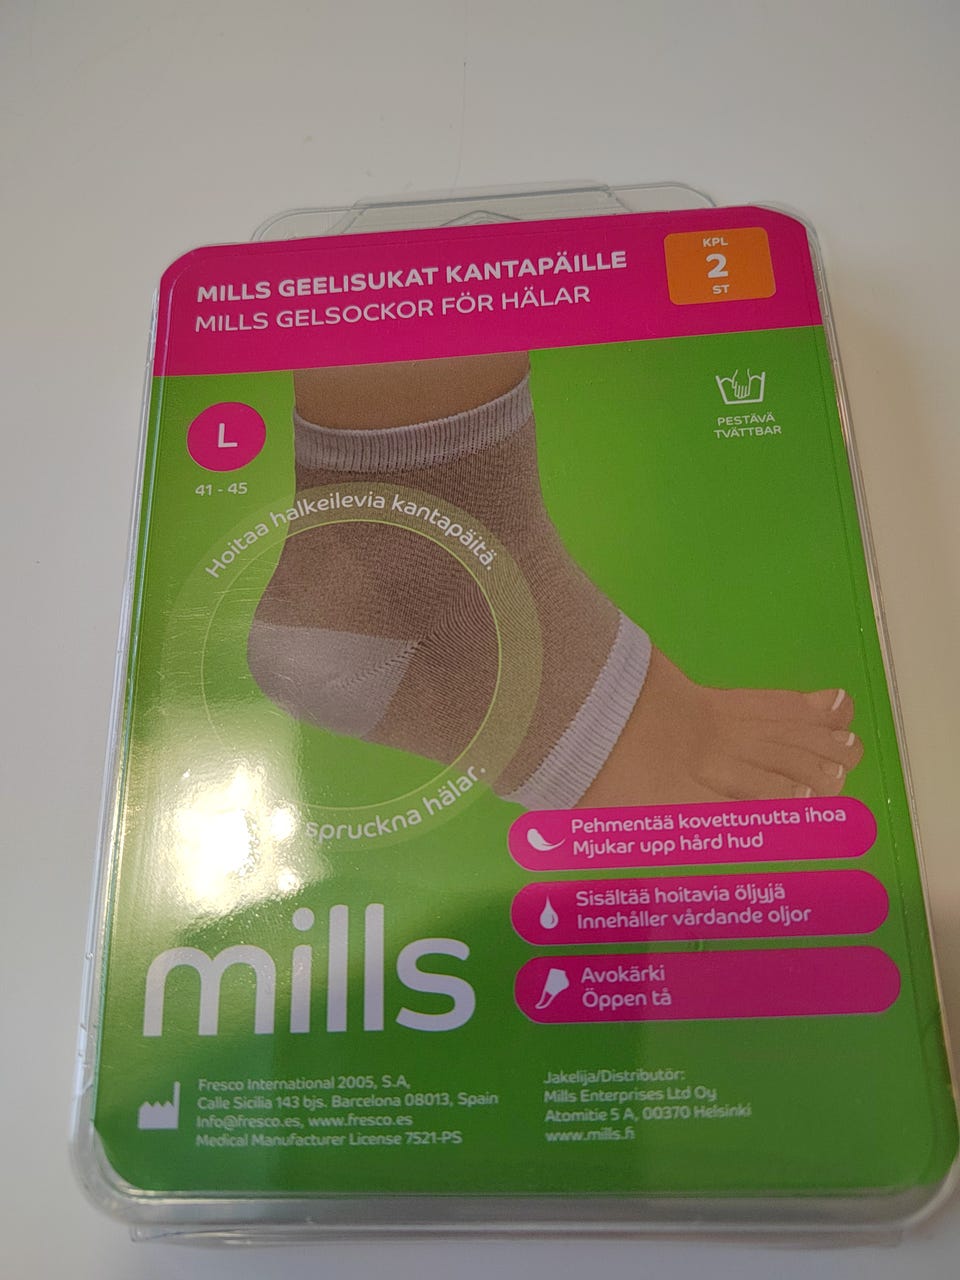 MILLS GEELISUKAT KANTAPÄILLE
MILLS GELSOCKOR FÖR HÄLAR
KPL
2
ST
PESTÄVÄ
TVÄTTBAR
L
41 - 45
Hoitaa halkeilevia kantapäitä.
spruckna hälar.
Pehmentää kovettunutta ihoa
Mjukar upp hård hud
Sisältää hoitavia öljyjä
Innehåller vårdande oljor
Avokärki
Öppen tå
mills
Fresco International 2005, S.A,
Calle Sicilia 143 bjs. Barcelona 08013, Spain
Info@fresco.es, www.fresco.es
Medical Manufacturer License 7521-PS
Jakelija/Distributör:
Mills Enterprises Ltd Oy
Atomitie 5 A, 00370 Helsinki
www.mills.fi